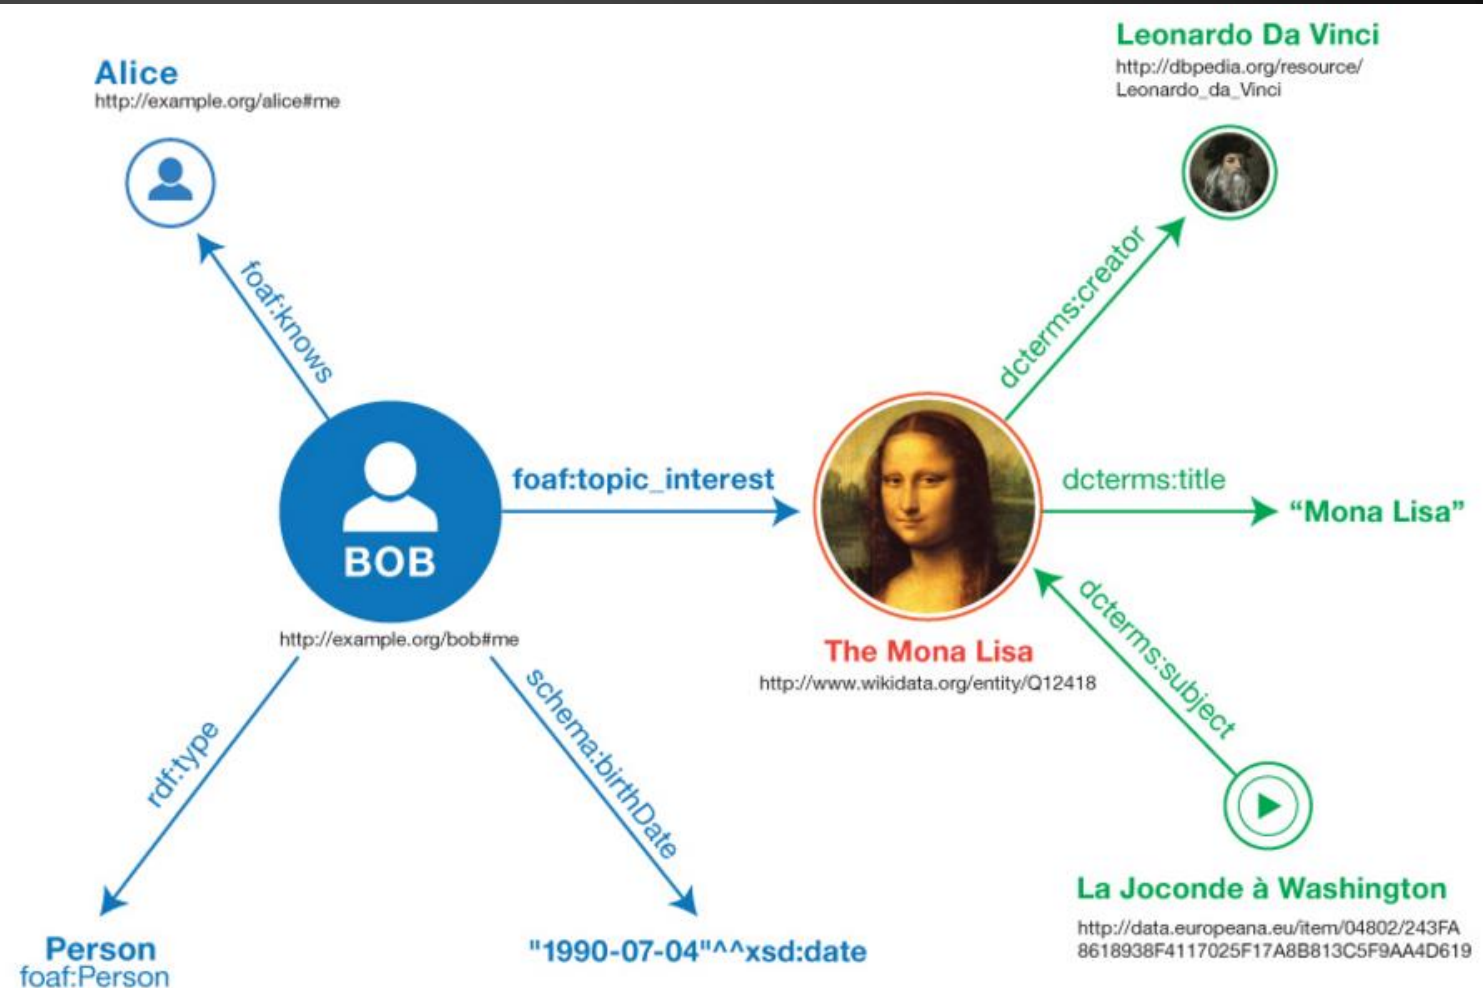 Leonardo Da Vinci
http://dbpedia.org/resource/
Leonardo_da_Vinci
Alice
http://example.org/alice#me
foaf:knows
dcterms:creator
foaf:topic_interest
dcterms:title
“Mona Lisa”
BOB
http://example.org/bob#me
The Mona Lisa
http://www.wikidata.org/entity/Q12418
dcterms:subject
rdf:type
schema:birthDate
La Joconde à Washington
http://data.europeana.eu/item/04802/243FA
8618938F4117025F17A8B813C5F9AA4D619
Person
foaf:Person
"1990-07-04"^^xsd:date